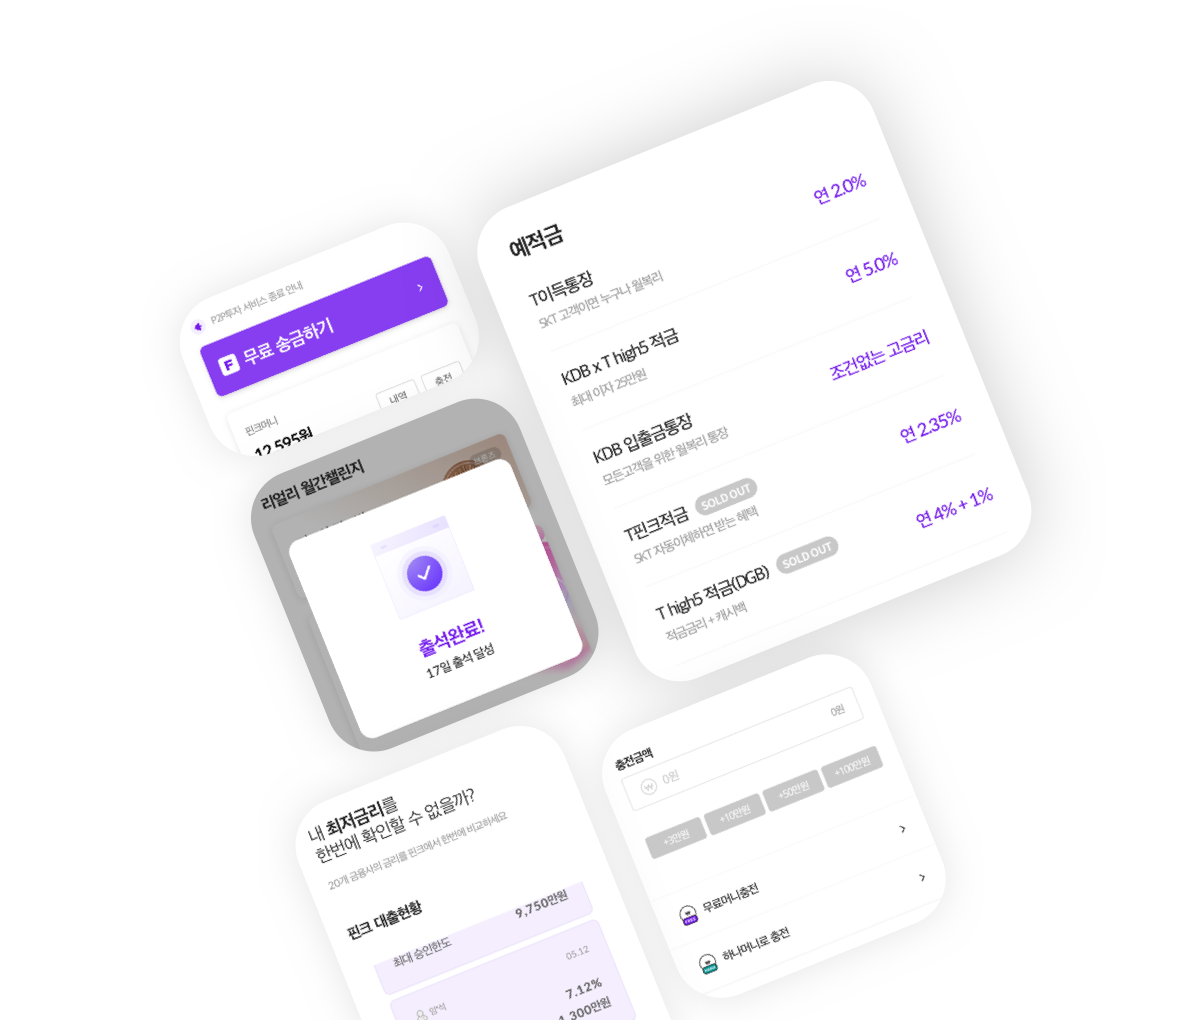 P2P투자 서비스 종료 안내
F 무료 송금하기
핀크머니
내역
충전
12,595원
예적금
T이득통장
SKT 고객이면 누구나 월복리
연 2.0%
KDB x T high5 적금
최대 이자 25만원
연 5.0%
KDB 입출금통장
모든고객을 위한 월복리 통장
조건없는 고금리
T핀크적금 SOLD OUT
SKT 자동이체하면 받는 혜택
연 2.35%
T high5 적금(DGB) SOLD OUT
적금금리 + 캐시백
연 4% + 1%
리얼리 월간챌린지
출석완료!
17일 출석 달성
내 최저금리를
한번에 확인할 수 없을까?
20개 금융사의 금리를 핀크에서 한번에 비교하세요
핀크 대출현황
최대 승인한도
9,750만원
05.12
임*석
7.12%
1,300만원
충전금액
0원
0원
+3만원
+10만원
+50만원
+100만원
FREE
무료머니충전
하나머니로 충전